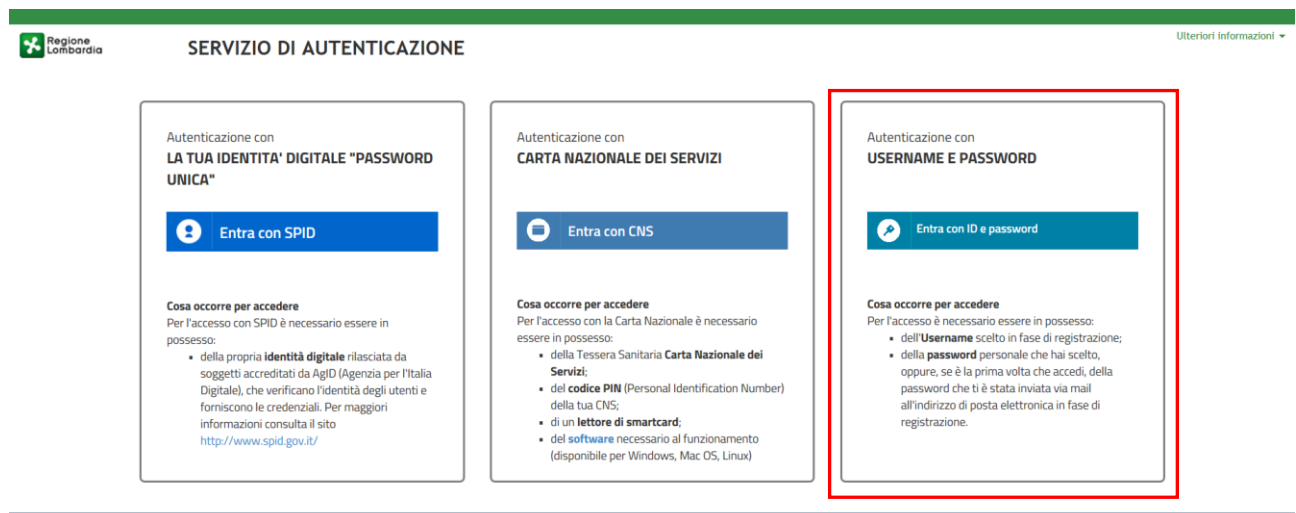 Regione
Lombardia
SERVIZIO DI AUTENTICAZIONE
Ulteriori informazioni
Autenticazione con
LA TUA IDENTITA' DIGITALE "PASSWORD
UNICA"
Entra con SPID
Cosa occorre per accedere
Per l'accesso con SPID è necessario essere in
possesso:
▪ della propria identità digitale rilasciata da
soggetti accreditati da AgID (Agenzia per l'Italia
Digitale), che verificano l'identità degli utenti e
forniscono le credenziali. Per maggiori
informazioni consulta il sito
http://www.spid.gov.it/
Autenticazione con
CARTA NAZIONALE DEI SERVIZI
Entra con CNS
Cosa occorre per accedere
Per l'accesso con la Carta Nazionale è necessario
essere in possesso:
▪ della Tessera Sanitaria Carta Nazionale dei
Servizi;
▪ del codice PIN (Personal Identification Number)
della tua CNS;
▪ di un lettore di smartcard;
▪ del software necessario al funzionamento
(disponibile per Windows, Mac OS, Linux)
Autenticazione con
USERNAME E PASSWORD
Entra con ID e password
Cosa occorre per accedere
Per l'accesso è necessario essere in possesso:
▪ dell'Username scelto in fase di registrazione;
▪ della password personale che hai scelto,
oppure, se è la prima volta che accedi, della
password che ti è stata inviata via mail
all'indirizzo di posta elettronica in fase di
registrazione.